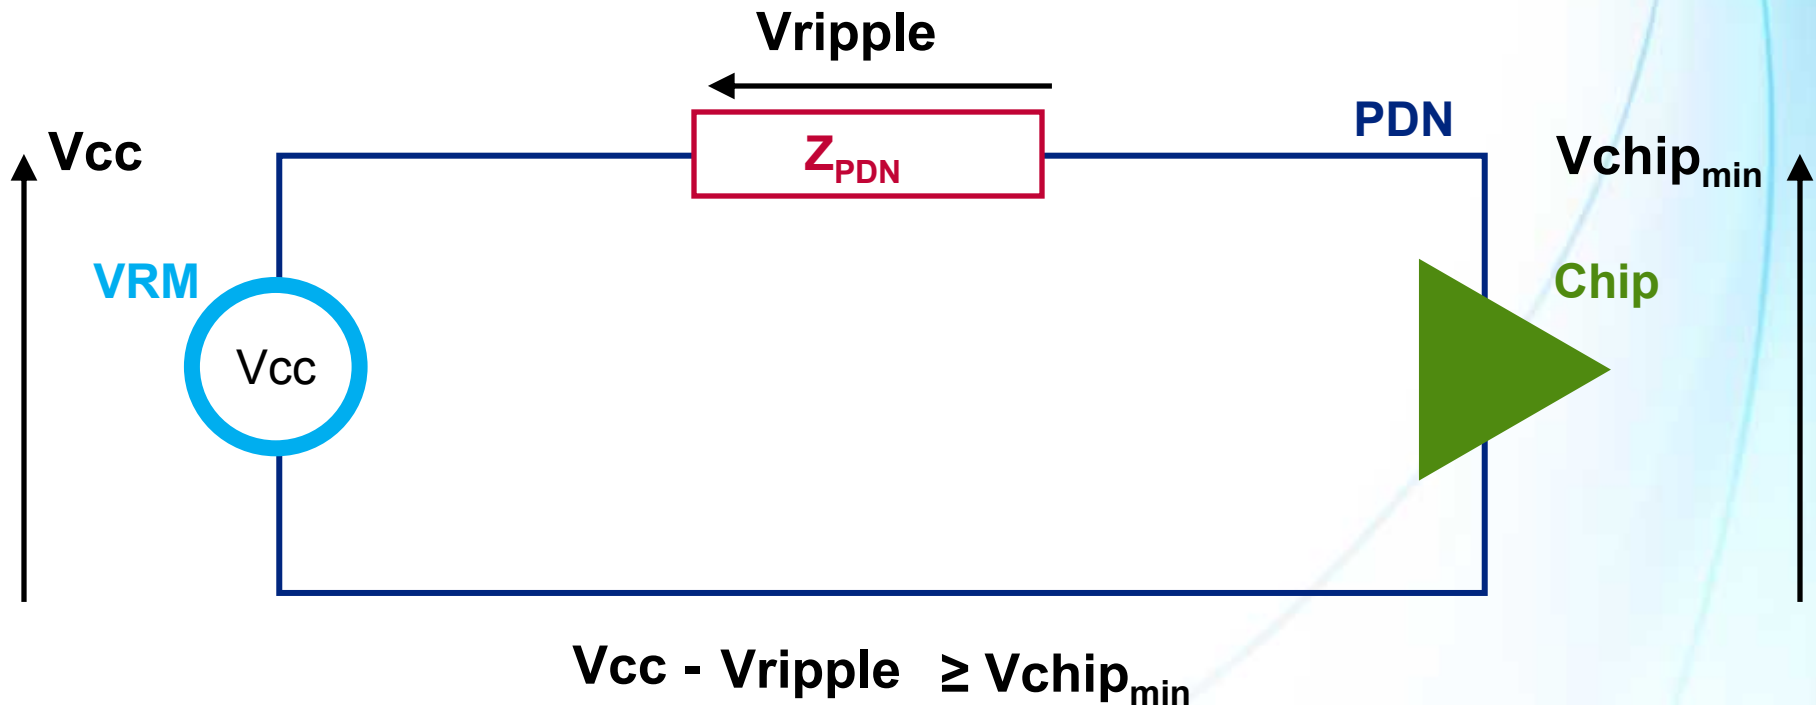 Vripple
Vcc
Z_PDN
PDN
Vchip_min
VRM
Chip
Vcc
Vcc - Vripple ≥ Vchip_min